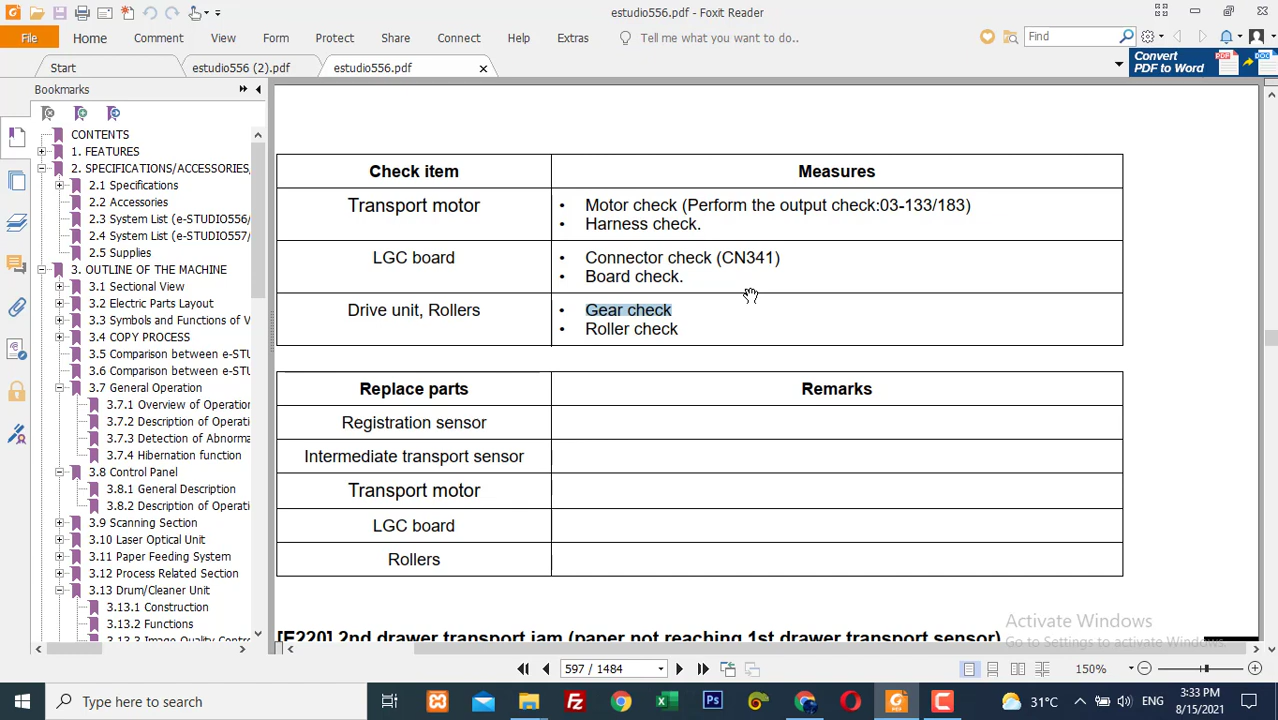 estudio556.pdf - Foxit Reader
File Home Comment View Form Protect Share Connect Help Extras Tell me what you want to do.. Find
Start estudio556 (2).pdf estudio556.pdf
Convert
PDF to Word
Bookmarks
CONTENTS
1. FEATURES
2. SPECIFICATIONS/ACCESSORIES,
2.1 Specifications
2.2 Accessories
2.3 System List (e-STUDIO556/
2.4 System List (e-STUDIO557/
2.5 Supplies
3. OUTLINE OF THE MACHINE
3.1 Sectional View
3.2 Electric Parts Layout
3.3 Symbols and Functions of V
3.4 COPY PROCESS
3.5 Comparison between e-STU
3.6 Comparison between e-STU
3.7 General Operation
3.7.1 Overview of Operation
3.7.2 Description of Operati
3.7.3 Detection of Abnorma
3.7.4 Hibernation function
3.8 Control Panel
3.8.1 General Description
3.8.2 Description of Operati
3.9 Scanning Section
3.10 Laser Optical Unit
3.11 Paper Feeding System
3.12 Process Related Section
3.13 Drum/Cleaner Unit
3.13.1 Construction
3.13.2 Functions
3.13.3 Image Quality Contr
Check item Measures
Transport motor
• Motor check (Perform the output check:03-133/183)
• Harness check.
LGC board
• Connector check (CN341)
• Board check.
Drive unit, Rollers
• Gear check
• Roller check
Replace parts Remarks
Registration sensor
Intermediate transport sensor
Transport motor
LGC board
Rollers
[E220] 2nd drawer transport jam (paper not reaching 1st drawer transport sensor)
Activate Windows
Go to Settings to activate Windows.
597 / 1484 150%
Type here to search
31°C ENG 3:33 PM
8/15/2021